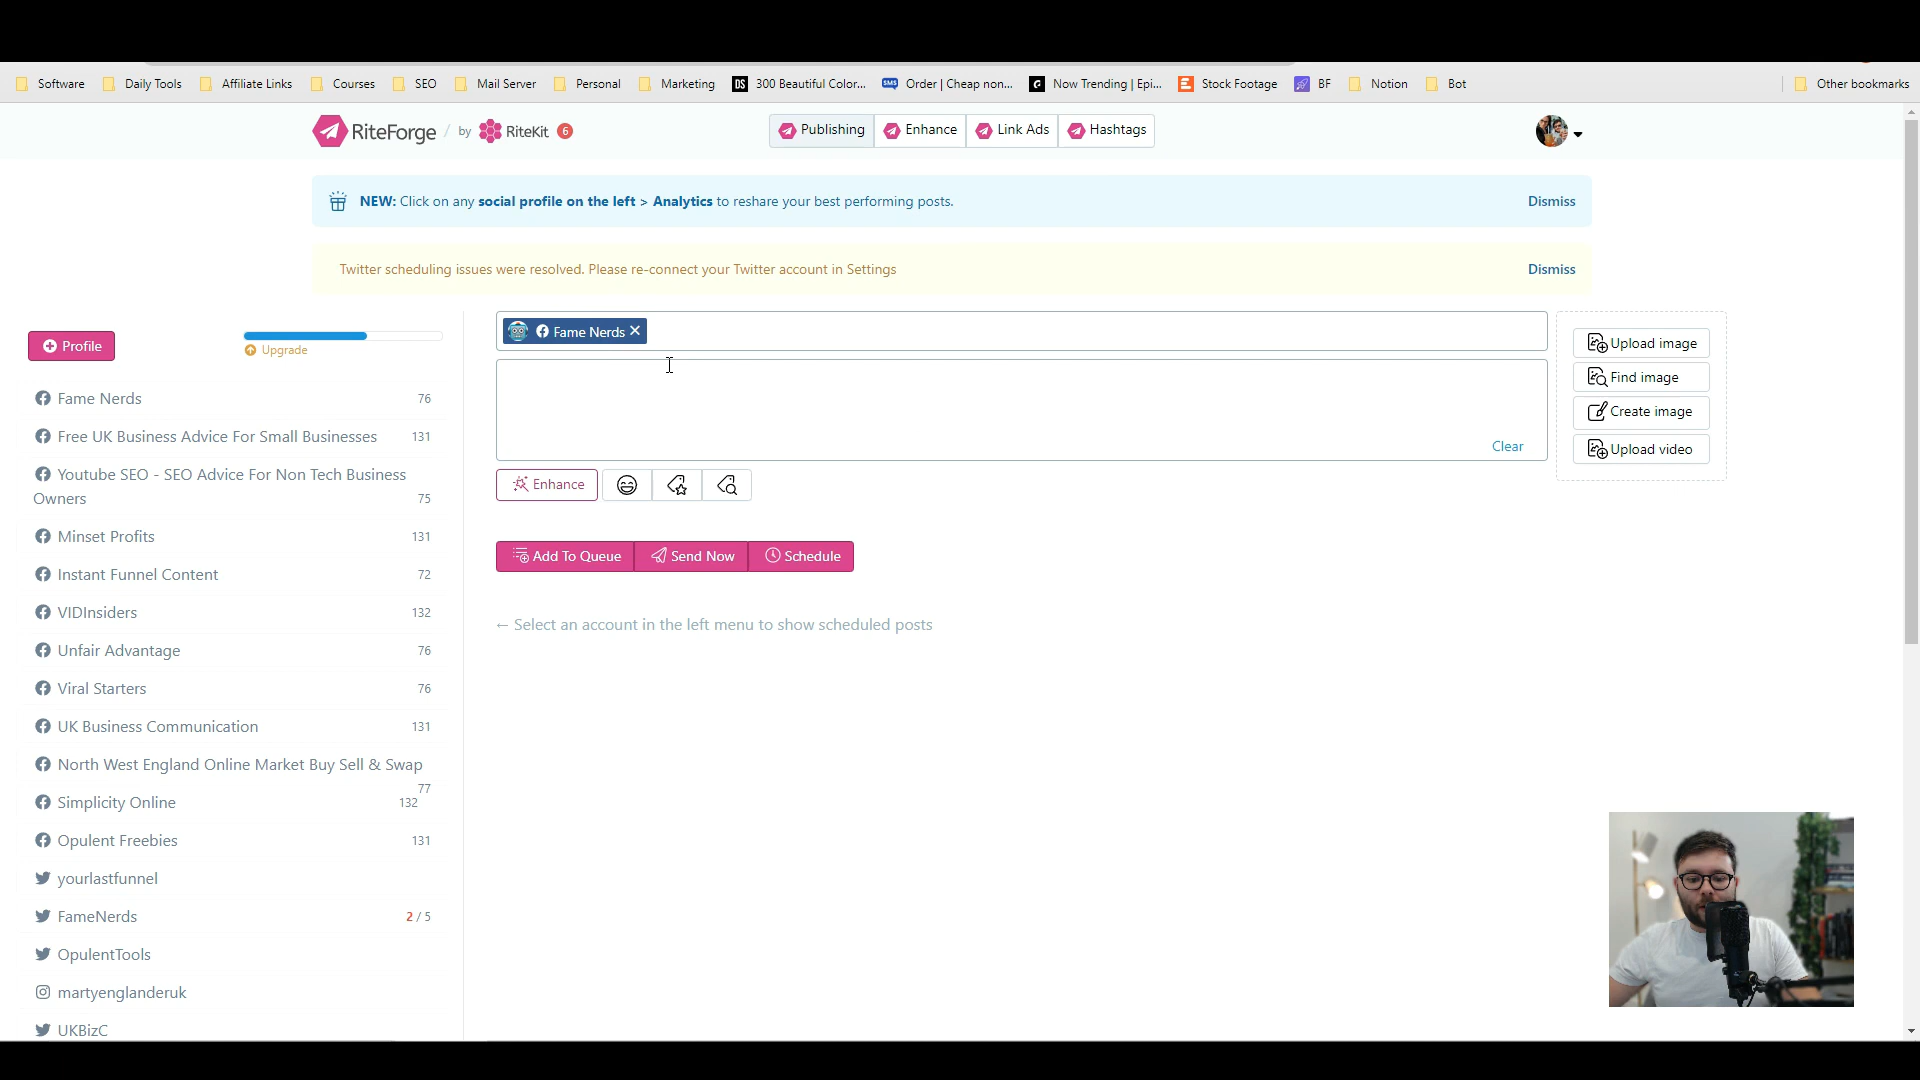 Software Daily Tools Affiliate Links Courses SEO Mail Server Personal Marketing DS 300 Beautiful Color... SMS Order | Cheap non... Now Trending | Epi... Stock Footage BF Notion Bot Other bookmarks
RiteForge / by RiteKit 6 Publishing Enhance Link Ads Hashtags
NEW: Click on any social profile on the left > Analytics to reshare your best performing posts. Dismiss
Twitter scheduling issues were resolved. Please re-connect your Twitter account in Settings Dismiss
Profile
Upgrade
Fame Nerds 76
Free UK Business Advice For Small Businesses 131
Youtube SEO - SEO Advice For Non Tech Business
Owners 75
Minset Profits 131
Instant Funnel Content 72
VIDInsiders 132
Unfair Advantage 76
Viral Starters 76
UK Business Communication 131
North West England Online Market Buy Sell & Swap
77
Simplicity Online 132
Opulent Freebies 131
yourlastfunnel
FameNerds 2 / 5
OpulentTools
martyenglanderuk
UKBizC
Fame Nerds
Clear
Enhance
Add To Queue Send Now Schedule
← Select an account in the left menu to show scheduled posts
Upload image
Find image
Create image
Upload video